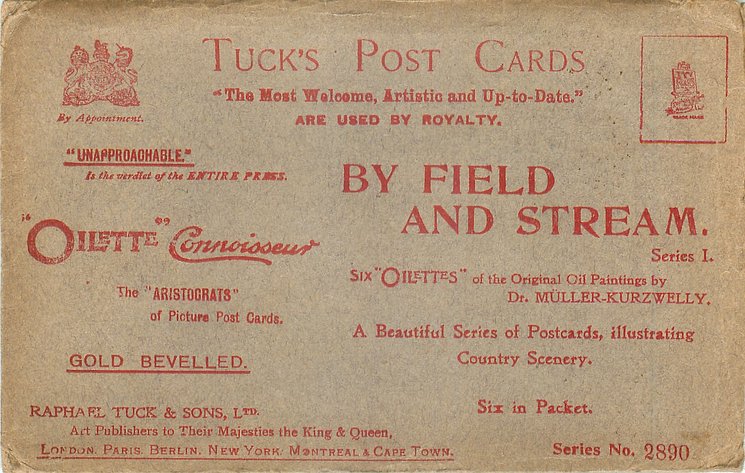 TUCK'S POST CARDS
"The Most Welcome, Artistic and Up-to-Date."
ARE USED BY ROYALTY.
By Appointment.
TRADE MARK
"UNAPPROACHABLE."
Is the verdict of the ENTIRE PRESS.
"OILETTE" Connoisseur
The "ARISTOCRATS"
of Picture Post Cards.
GOLD BEVELLED.
BY FIELD
AND STREAM.
Series I.
SIX "OILETTES" of the Original Oil Paintings by
Dr. MÜLLER-KURZWELLY.
A Beautiful Series of Postcards, illustrating
Country Scenery.
Six in Packet.
RAPHAEL TUCK & SONS, LTD.
Art Publishers to Their Majesties the King & Queen,
LONDON. PARIS. BERLIN. NEW YORK. MONTREAL & CAPE TOWN.
Series No. 2890